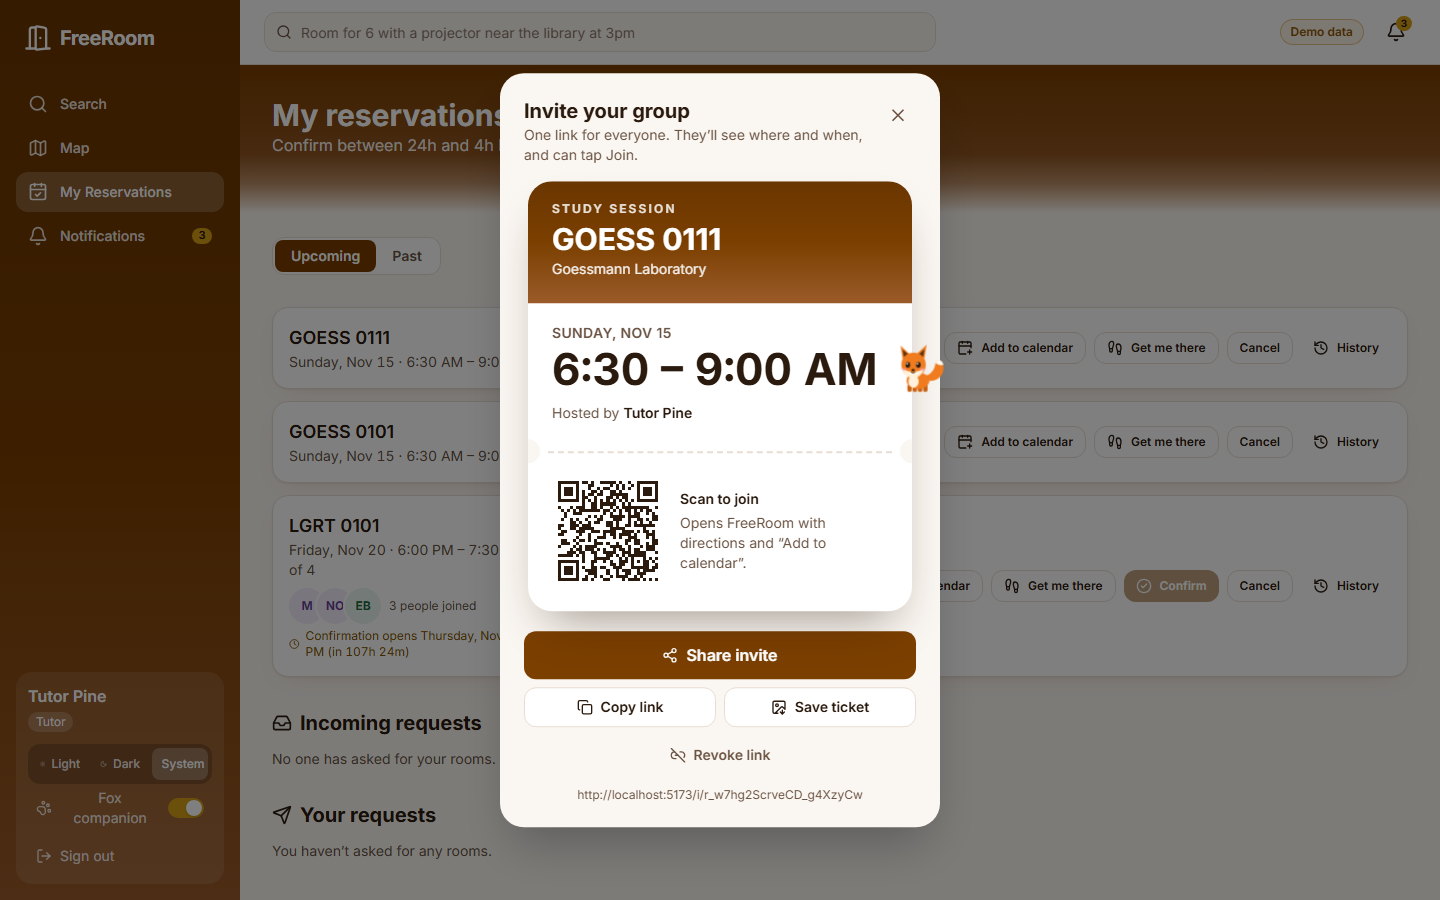 FreeRoom
Search
Map
My Reservations
Notifications
3
Tutor Pine
Tutor
Light
Dark
System
Fox
companion
Sign out
Room for 6 with a projector near the library at 3pm
Demo data
3
My reservations
Confirm between 24h and 4h
Upcoming
Past
GOESS 0111
Sunday, Nov 15 · 6:30 AM – 9:0
Add to calendar
Get me there
Cancel
History
GOESS 0101
Sunday, Nov 15 · 6:30 AM – 9:0
Add to calendar
Get me there
Cancel
History
LGRT 0101
Friday, Nov 20 · 6:00 PM – 7:30
of 4
M
NO
EB
3 people joined
Confirmation opens Thursday, Nov
PM (in 107h 24m)
endar
Get me there
Confirm
Cancel
History
Incoming requests
No one has asked for your rooms.
Your requests
You haven’t asked for any rooms.
Invite your group
One link for everyone. They’ll see where and when,
and can tap Join.
STUDY SESSION
GOESS 0111
Goessmann Laboratory
SUNDAY, NOV 15
6:30 – 9:00 AM
Hosted by Tutor Pine
Scan to join
Opens FreeRoom with
directions and “Add to
calendar”.
Share invite
Copy link
Save ticket
Revoke link
http://localhost:5173/i/r_w7hg2ScrveCD_g4XzyCw